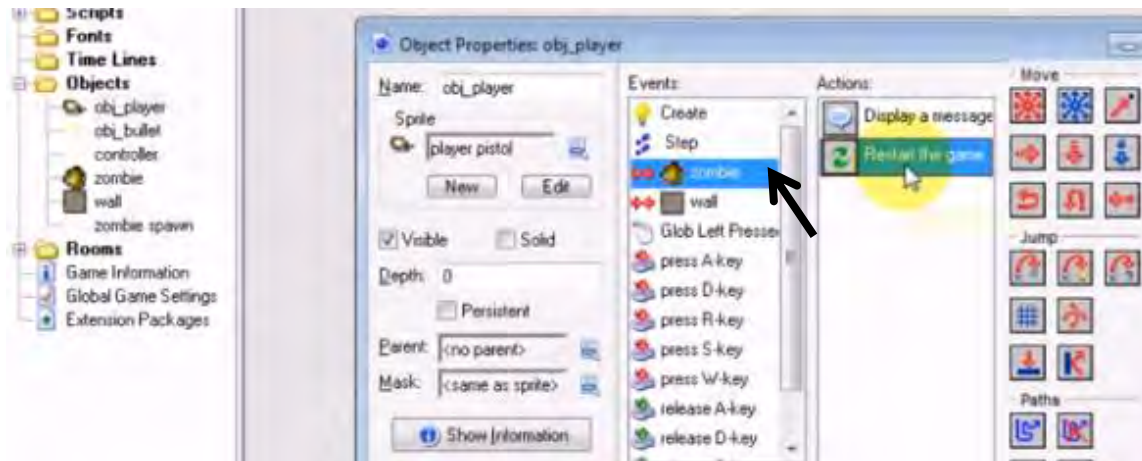 Scripts
Fonts
Time Lines
Objects
obj_player
obj_bullet
controller
zombie
wall
zombie spawn
Rooms
Game Information
Global Game Settings
Extension Packages
Object Properties: obj_player
Name: obj_player
Sprite
player pistol
New Edit
Visible Solid
Depth: 0
Persistent
Parent: <no parent>
Mask: <same as sprite>
Show Information
Events:
Create
Step
zombie
wall
Glob Left Presse
press A-key
press D-key
press R-key
press S-key
press W-key
release A-key
release D-key
Actions:
Display a message
Restart the game
Move
Jump
Paths